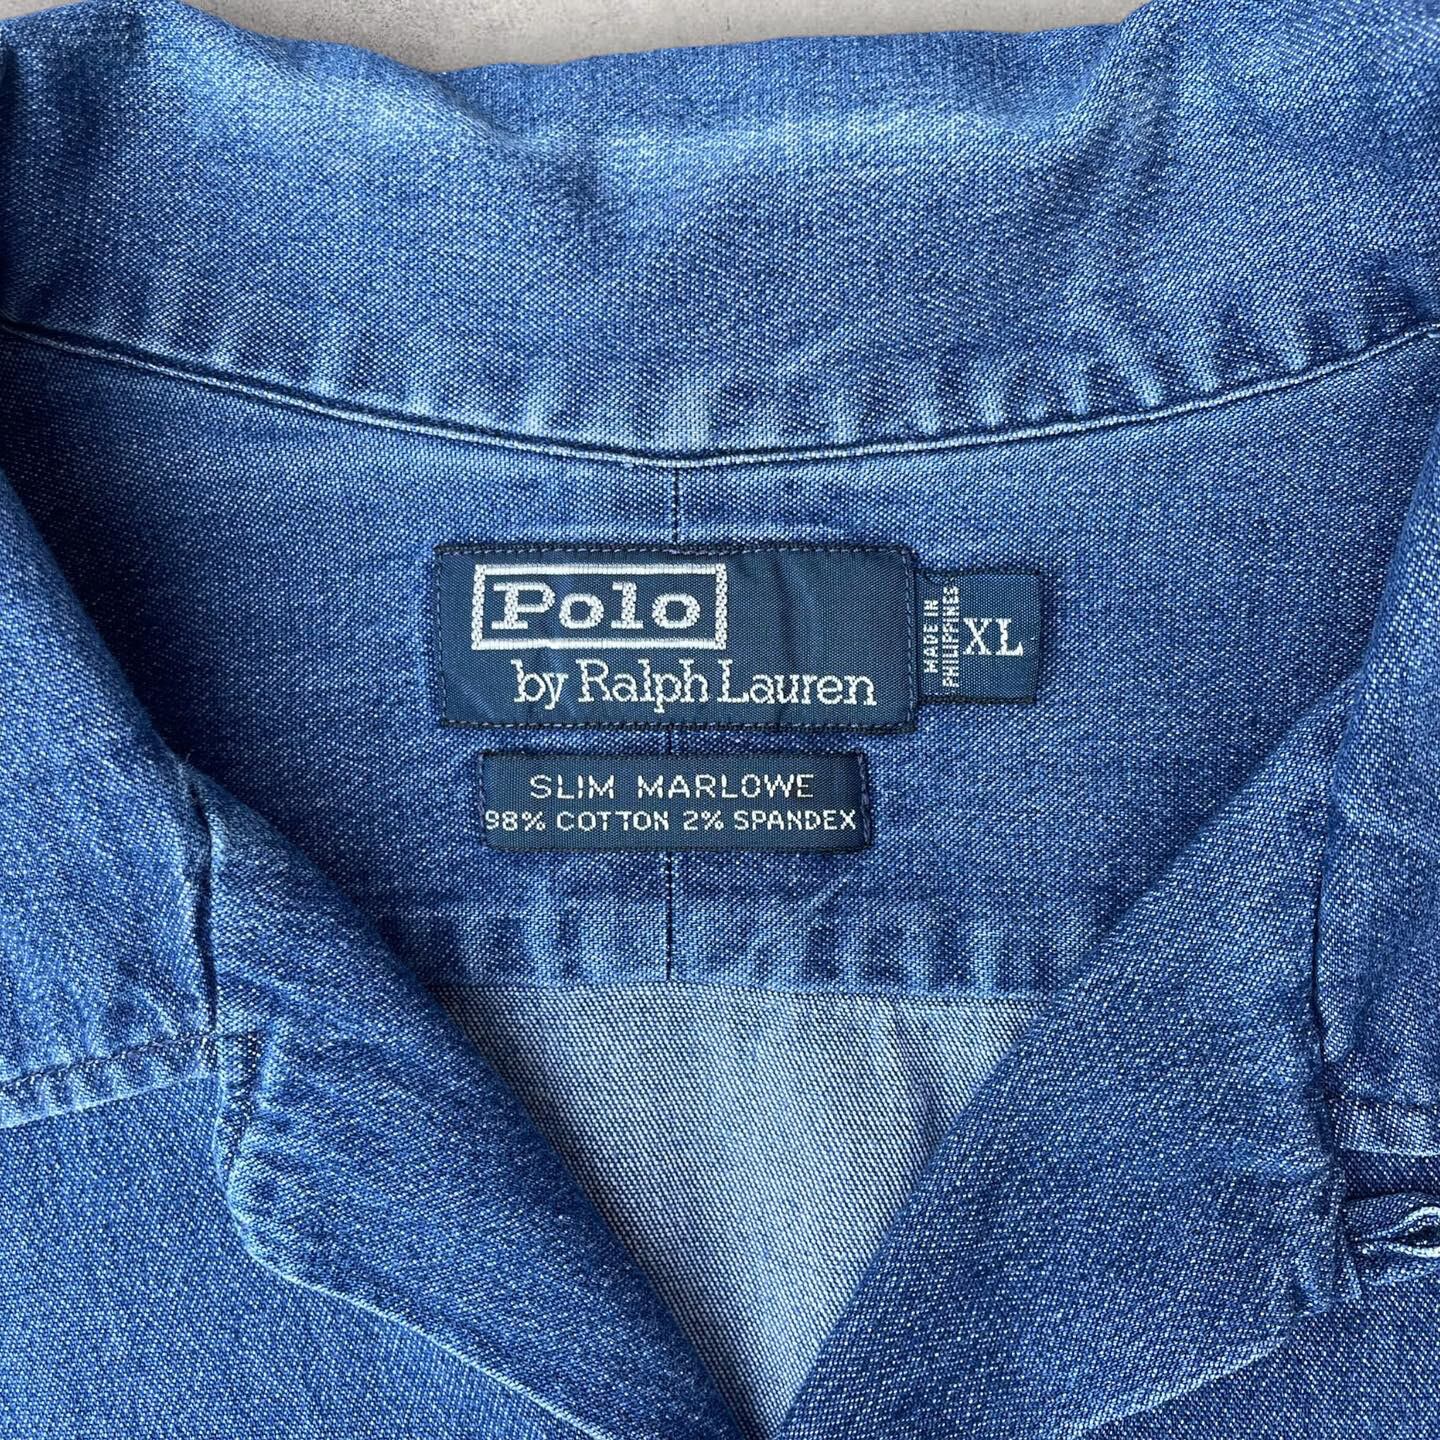 Polo
by Ralph Lauren
MADE IN
PHILIPPINES
XL
SLIM MARLOWE
98% COTTON 2% SPANDEX